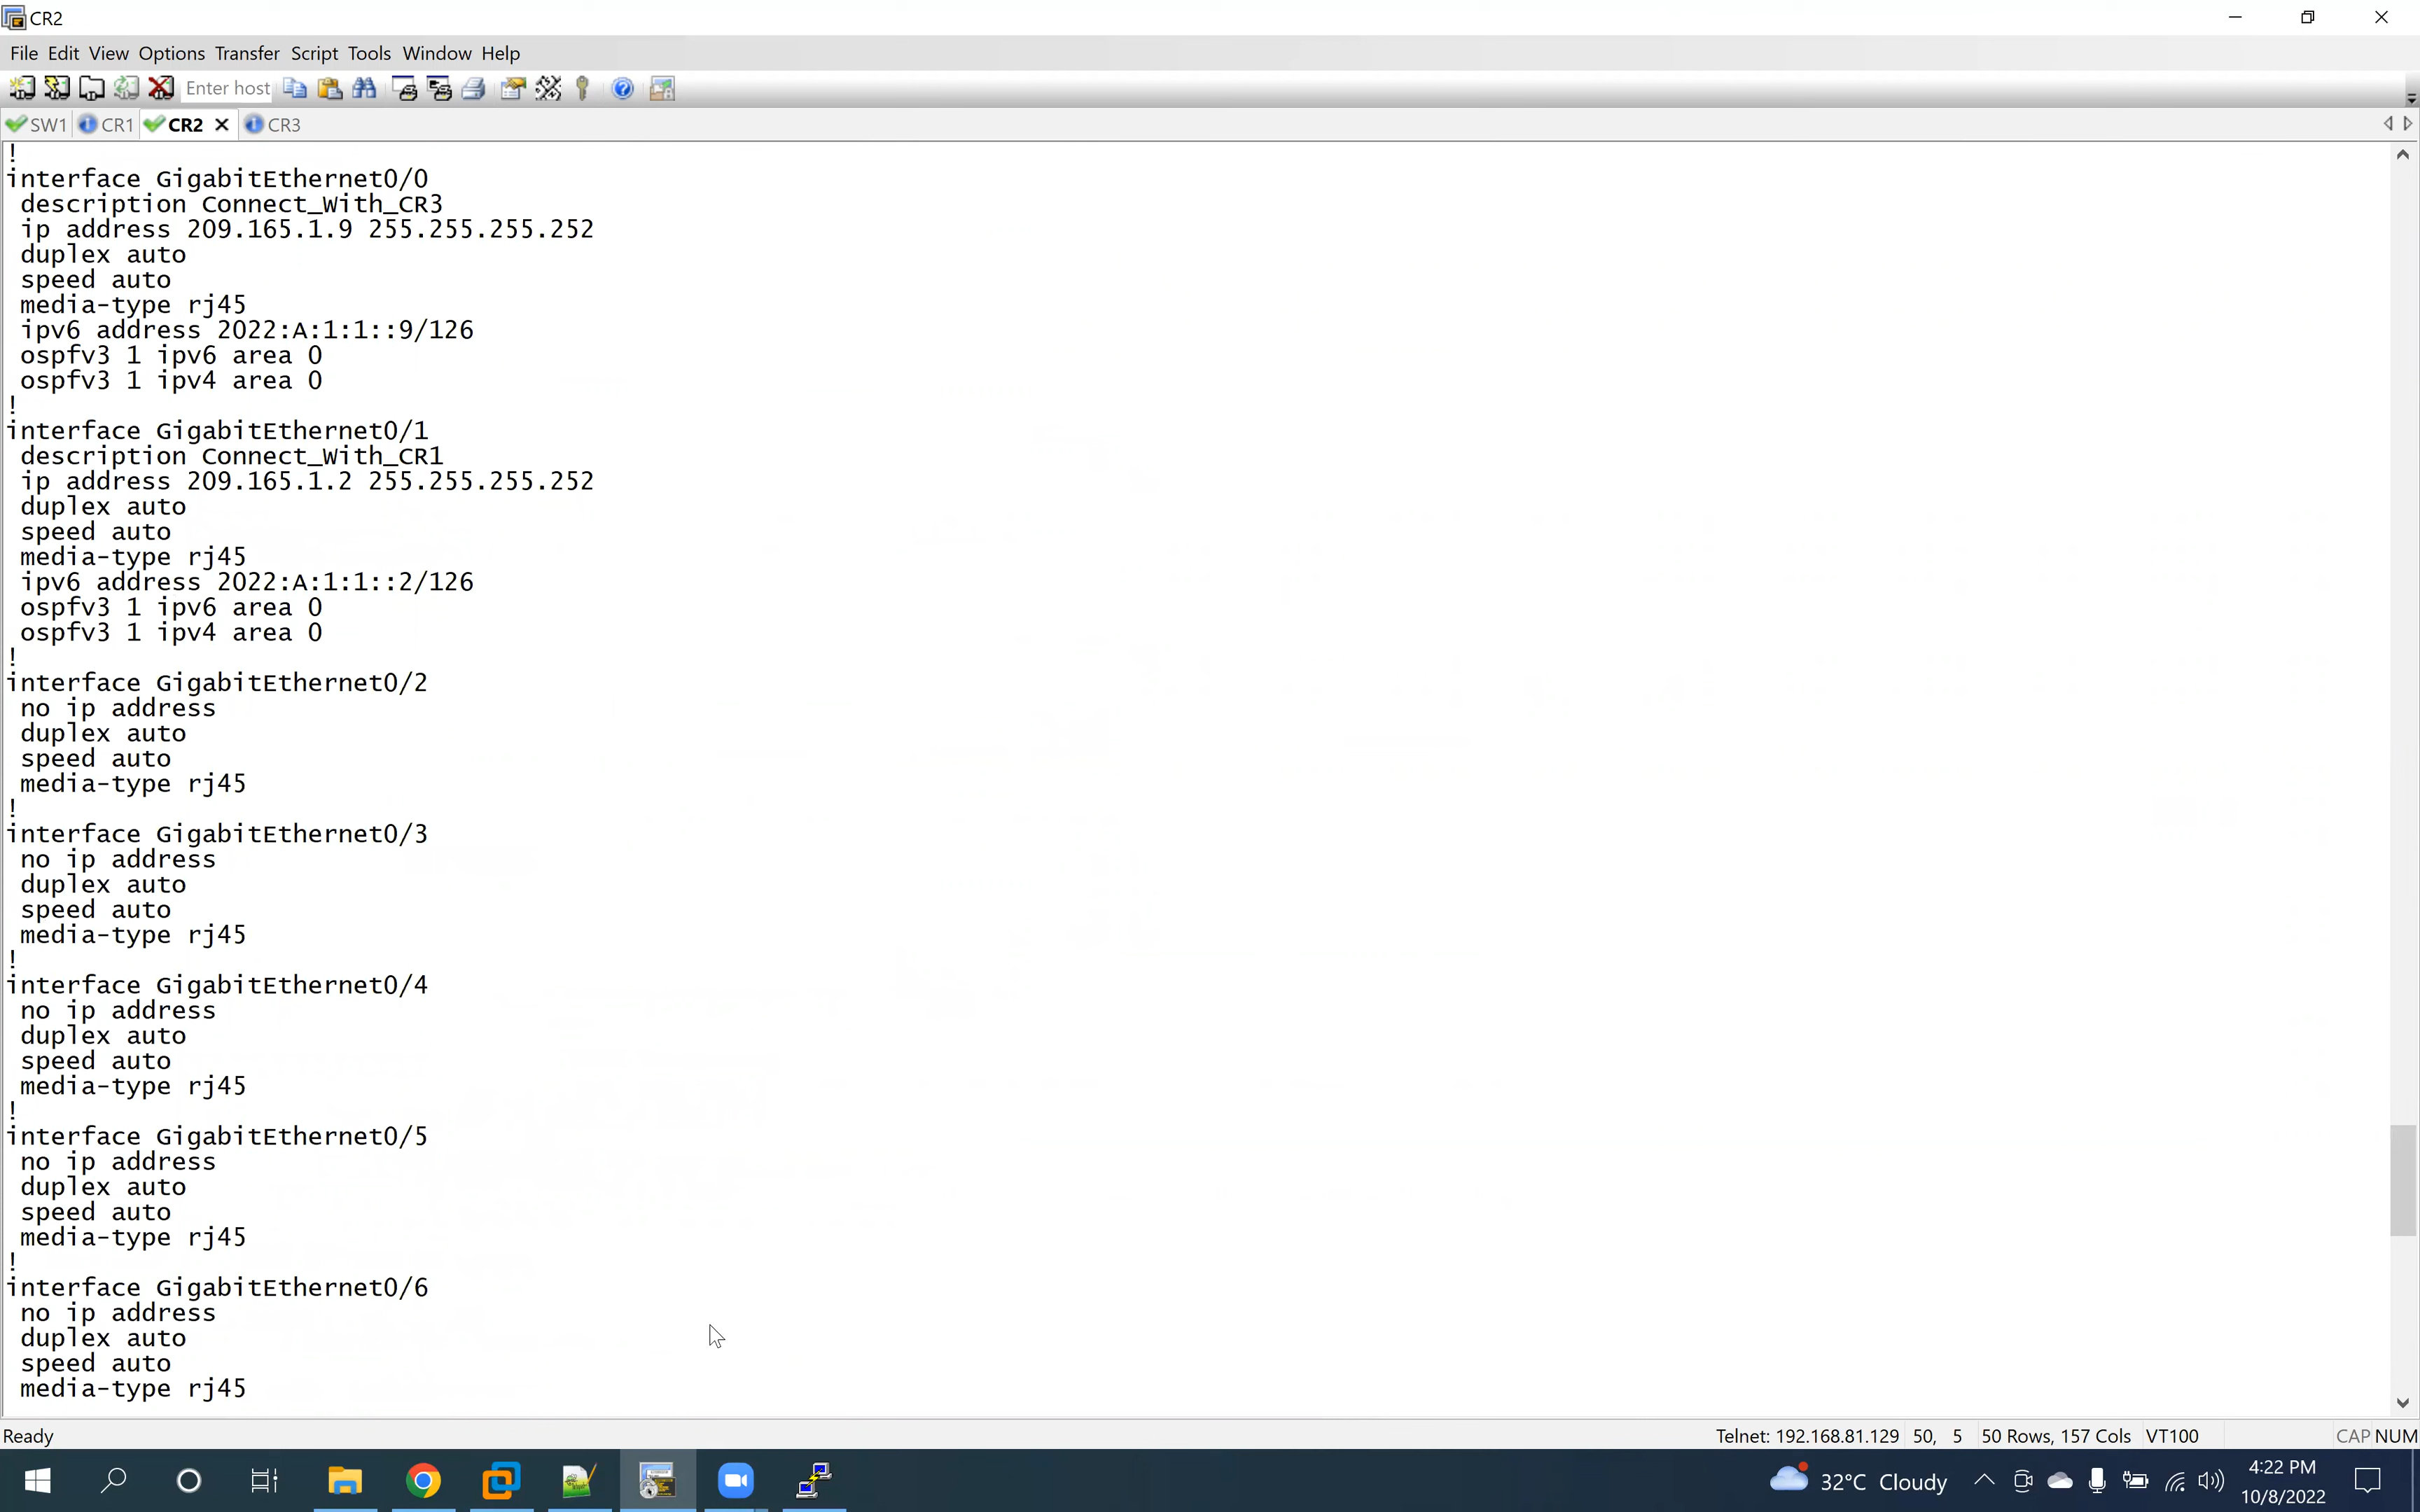 CR2
File Edit View Options Transfer Script Tools Window Help
Enter host
SW1 CR1 CR2 CR3
!
interface GigabitEthernet0/0
 description Connect_With_CR3
 ip address 209.165.1.9 255.255.255.252
 duplex auto
 speed auto
 media-type rj45
 ipv6 address 2022:A:1:1::9/126
 ospfv3 1 ipv6 area 0
 ospfv3 1 ipv4 area 0
!
interface GigabitEthernet0/1
 description Connect_With_CR1
 ip address 209.165.1.2 255.255.255.252
 duplex auto
 speed auto
 media-type rj45
 ipv6 address 2022:A:1:1::2/126
 ospfv3 1 ipv6 area 0
 ospfv3 1 ipv4 area 0
!
interface GigabitEthernet0/2
 no ip address
 duplex auto
 speed auto
 media-type rj45
!
interface GigabitEthernet0/3
 no ip address
 duplex auto
 speed auto
 media-type rj45
!
interface GigabitEthernet0/4
 no ip address
 duplex auto
 speed auto
 media-type rj45
!
interface GigabitEthernet0/5
 no ip address
 duplex auto
 speed auto
 media-type rj45
!
interface GigabitEthernet0/6
 no ip address
 duplex auto
 speed auto
 media-type rj45
Ready Telnet: 192.168.81.129 50, 5 50 Rows, 157 Cols VT100 CAP NUM
32°C Cloudy 4:22 PM
10/8/2022